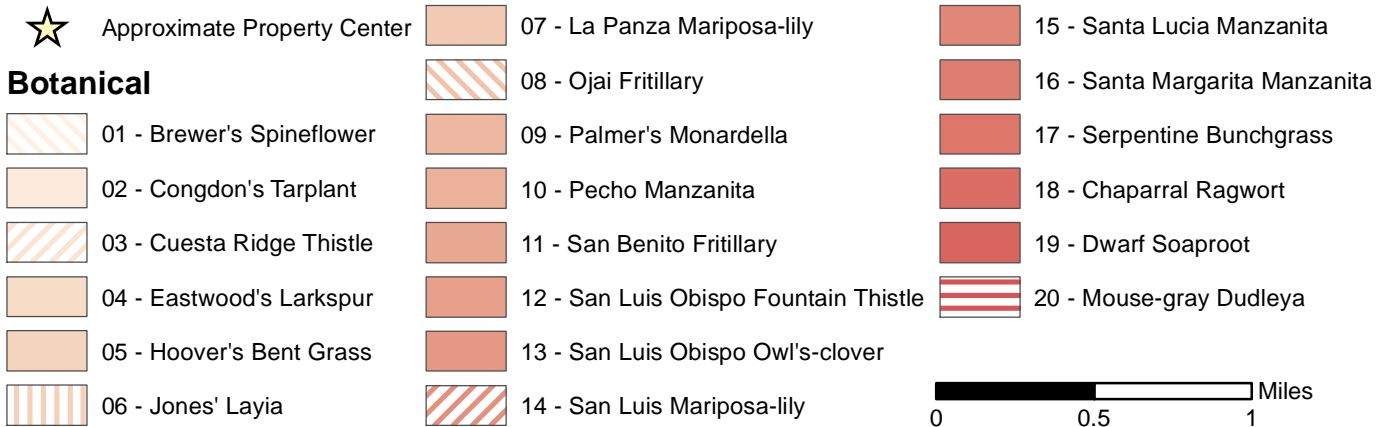 Approximate Property Center
Botanical
01 - Brewer's Spineflower
02 - Congdon's Tarplant
03 - Cuesta Ridge Thistle
04 - Eastwood's Larkspur
05 - Hoover's Bent Grass
06 - Jones' Layia
07 - La Panza Mariposa-lily
08 - Ojai Fritillary
09 - Palmer's Monardella
10 - Pecho Manzanita
11 - San Benito Fritillary
12 - San Luis Obispo Fountain Thistle
13 - San Luis Obispo Owl's-clover
14 - San Luis Mariposa-lily
15 - Santa Lucia Manzanita
16 - Santa Margarita Manzanita
17 - Serpentine Bunchgrass
18 - Chaparral Ragwort
19 - Dwarf Soaproot
20 - Mouse-gray Dudleya
Miles
0 0.5 1